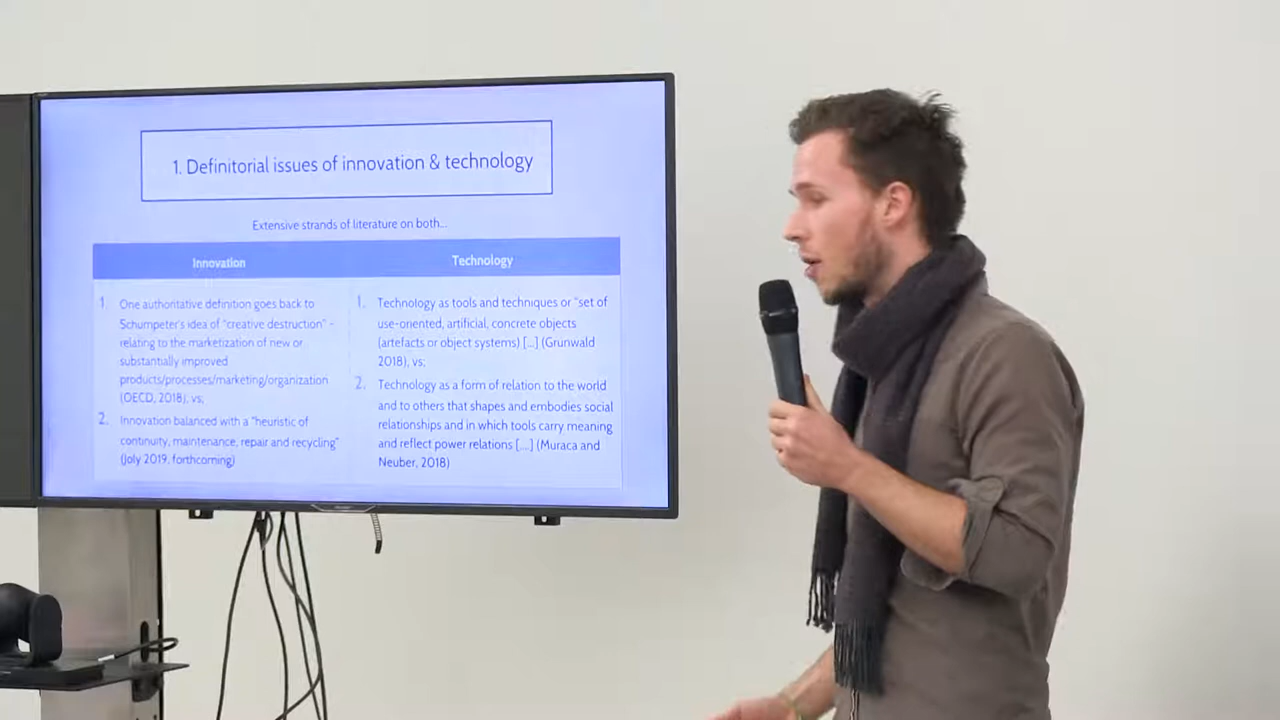 1. Definitorial issues of innovation & technology
Extensive strands of literature on both...
Innovation
1. One authoritative definition goes back to
Schumpeter's idea of "creative destruction" -
relating to the marketization of new or
substantially improved
products/processes/marketing/organization
(OECD, 2018), vs;
2. Innovation balanced with a "heuristic of
continuity, maintenance, repair and recycling"
(Joly 2019, forthcoming)
Technology
1. Technology as tools and techniques or "set of
use-oriented, artificial, concrete objects
(artefacts or object systems) [...] (Grunwald
2018), vs;
2. Technology as a form of relation to the world
and to others that shapes and embodies social
relationships and in which tools carry meaning
and reflect power relations [....] (Muraca and
Neuber, 2018)